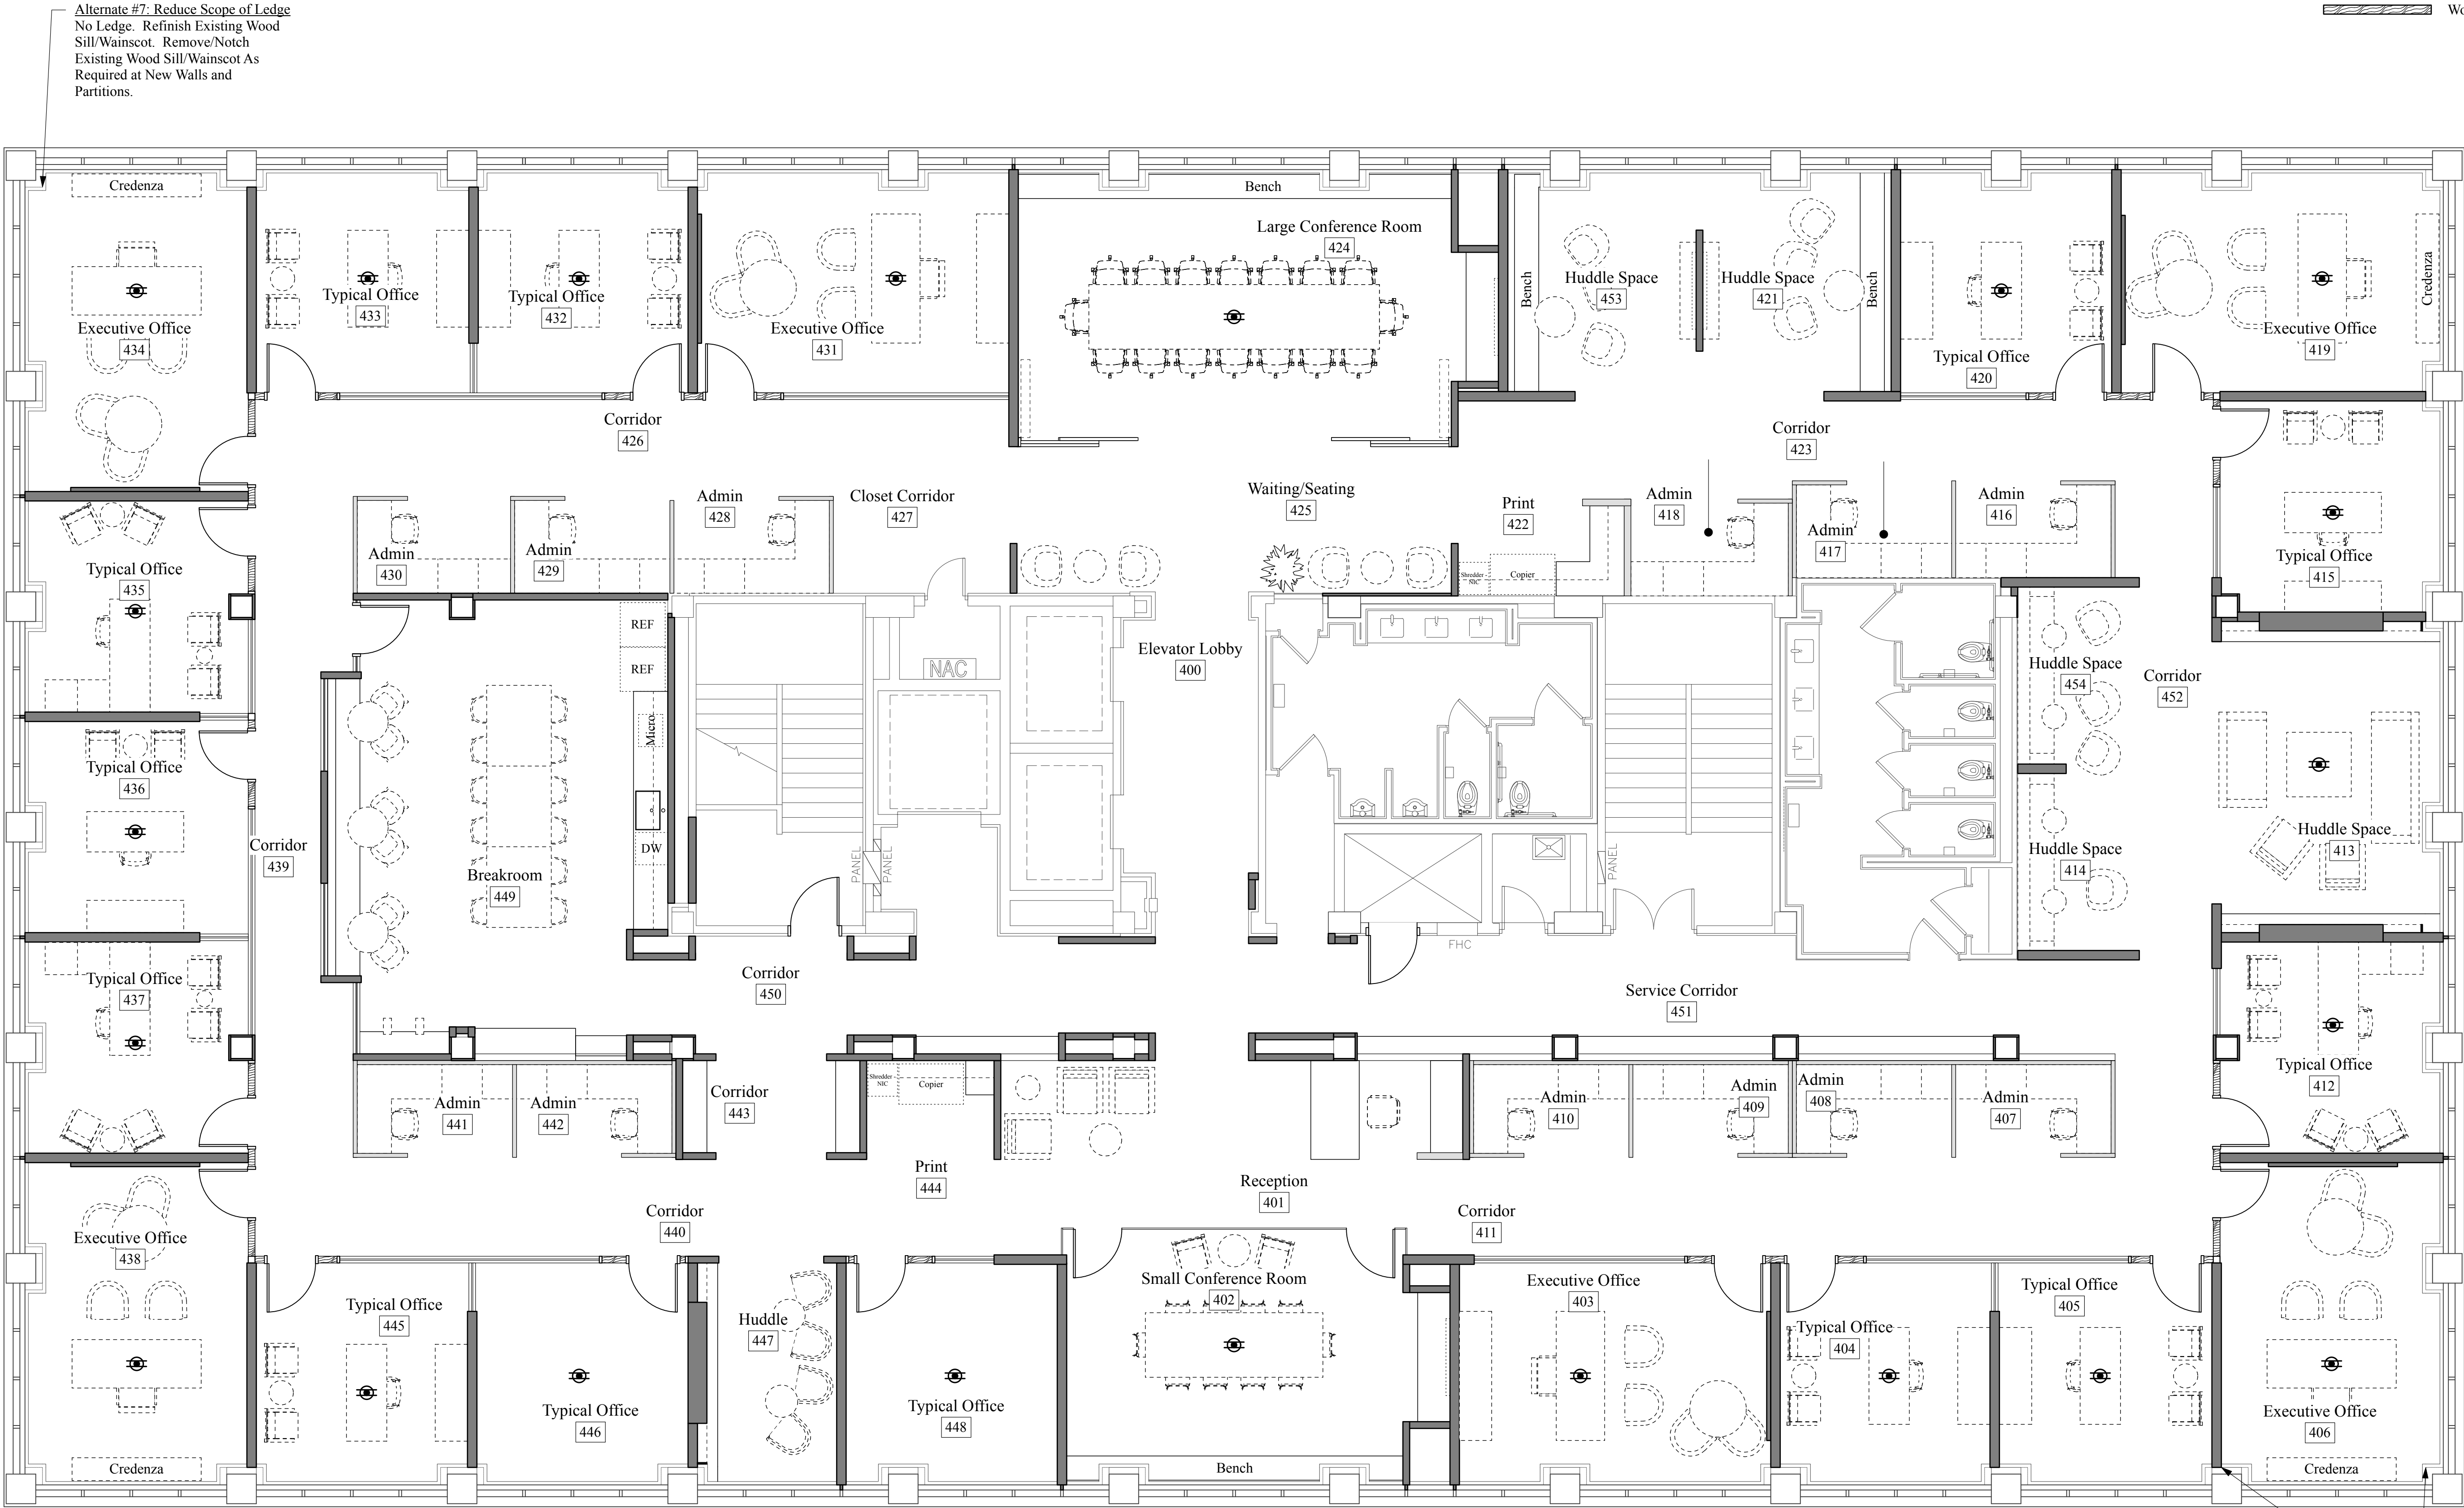 Alternate #7: Reduce Scope of Ledge
No Ledge. Refinish Existing Wood
Sill/Wainscot. Remove/Notch
Existing Wood Sill/Wainscot As
Required at New Walls and
Partitions.
Credenza
Executive Office
434
Typical Office
433
Typical Office
432
Executive Office
431
Bench
Large Conference Room
424
Bench
Huddle Space
453
Huddle Space
421
Bench
Typical Office
420
Executive Office
419
Credenza
Corridor
426
Corridor
423
Admin
430
Admin
429
Admin
428
Closet Corridor
427
Waiting/Seating
425
Print
422
Shredder -
NIC
Copier
Admin
418
Admin
417
Admin
416
Typical Office
415
Typical Office
435
REF
REF
Micro
DW
NAC
Elevator Lobby
400
Huddle Space
454
Corridor
452
Typical Office
436
Corridor
439
Breakroom
449
PANEL
PANEL
PANEL
FHC
Huddle Space
414
Huddle Space
413
Typical Office
437
Corridor
450
Service Corridor
451
Typical Office
412
Admin
441
Admin
442
Corridor
443
Shredder -
NIC
Copier
Print
444
Reception
401
Admin
410
Admin
409
Admin
408
Admin
407
Corridor
440
Corridor
411
Executive Office
438
Credenza
Typical Office
445
Typical Office
446
Huddle
447
Typical Office
448
Small Conference Room
402
Bench
Executive Office
403
Typical Office
404
Typical Office
405
Executive Office
406
Credenza